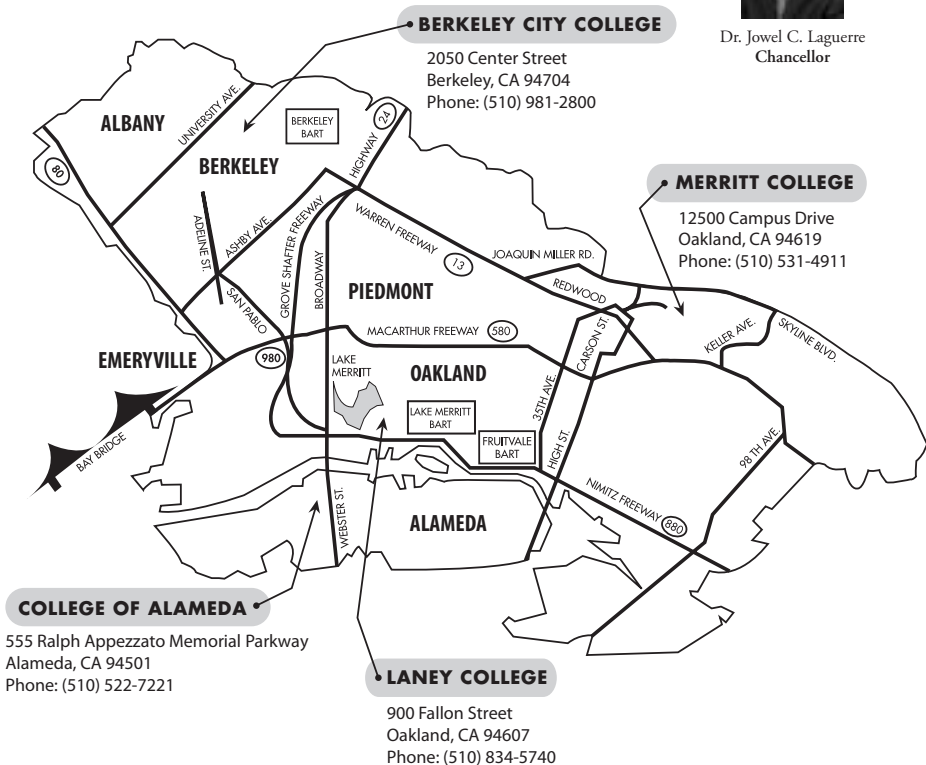 BERKELEY CITY COLLEGE
2050 Center Street
Berkeley, CA 94704
Phone: (510) 981-2800
Dr. Jowel C. Laguerre
Chancellor
ALBANY
UNIVERSITY AVE.
BERKELEY
BART
HIGHWAY
24
80
BERKELEY
MERRITT COLLEGE
12500 Campus Drive
Oakland, CA 94619
Phone: (510) 531-4911
ADELINE ST.
ASHBY AVE.
GROVE SHAFTER FREEWAY
BROADWAY
WARREN FREEWAY
13
JOAQUIN MILLER RD.
REDWOOD
SAN PABLO
PIEDMONT
MACARTHUR FREEWAY
580
CARSON ST.
KELLER AVE.
SKYLINE BLVD.
EMERYVILLE
980
LAKE
MERRITT
OAKLAND
35TH AVE.
LAKE MERRITT
BART
FRUITVALE
BART
HIGH ST.
98 TH AVE.
BAY BRIDGE
NIMITZ FREEWAY
880
WEBSTER ST.
ALAMEDA
COLLEGE OF ALAMEDA
555 Ralph Appezzato Memorial Parkway
Alameda, CA 94501
Phone: (510) 522-7221
LANEY COLLEGE
900 Fallon Street
Oakland, CA 94607
Phone: (510) 834-5740